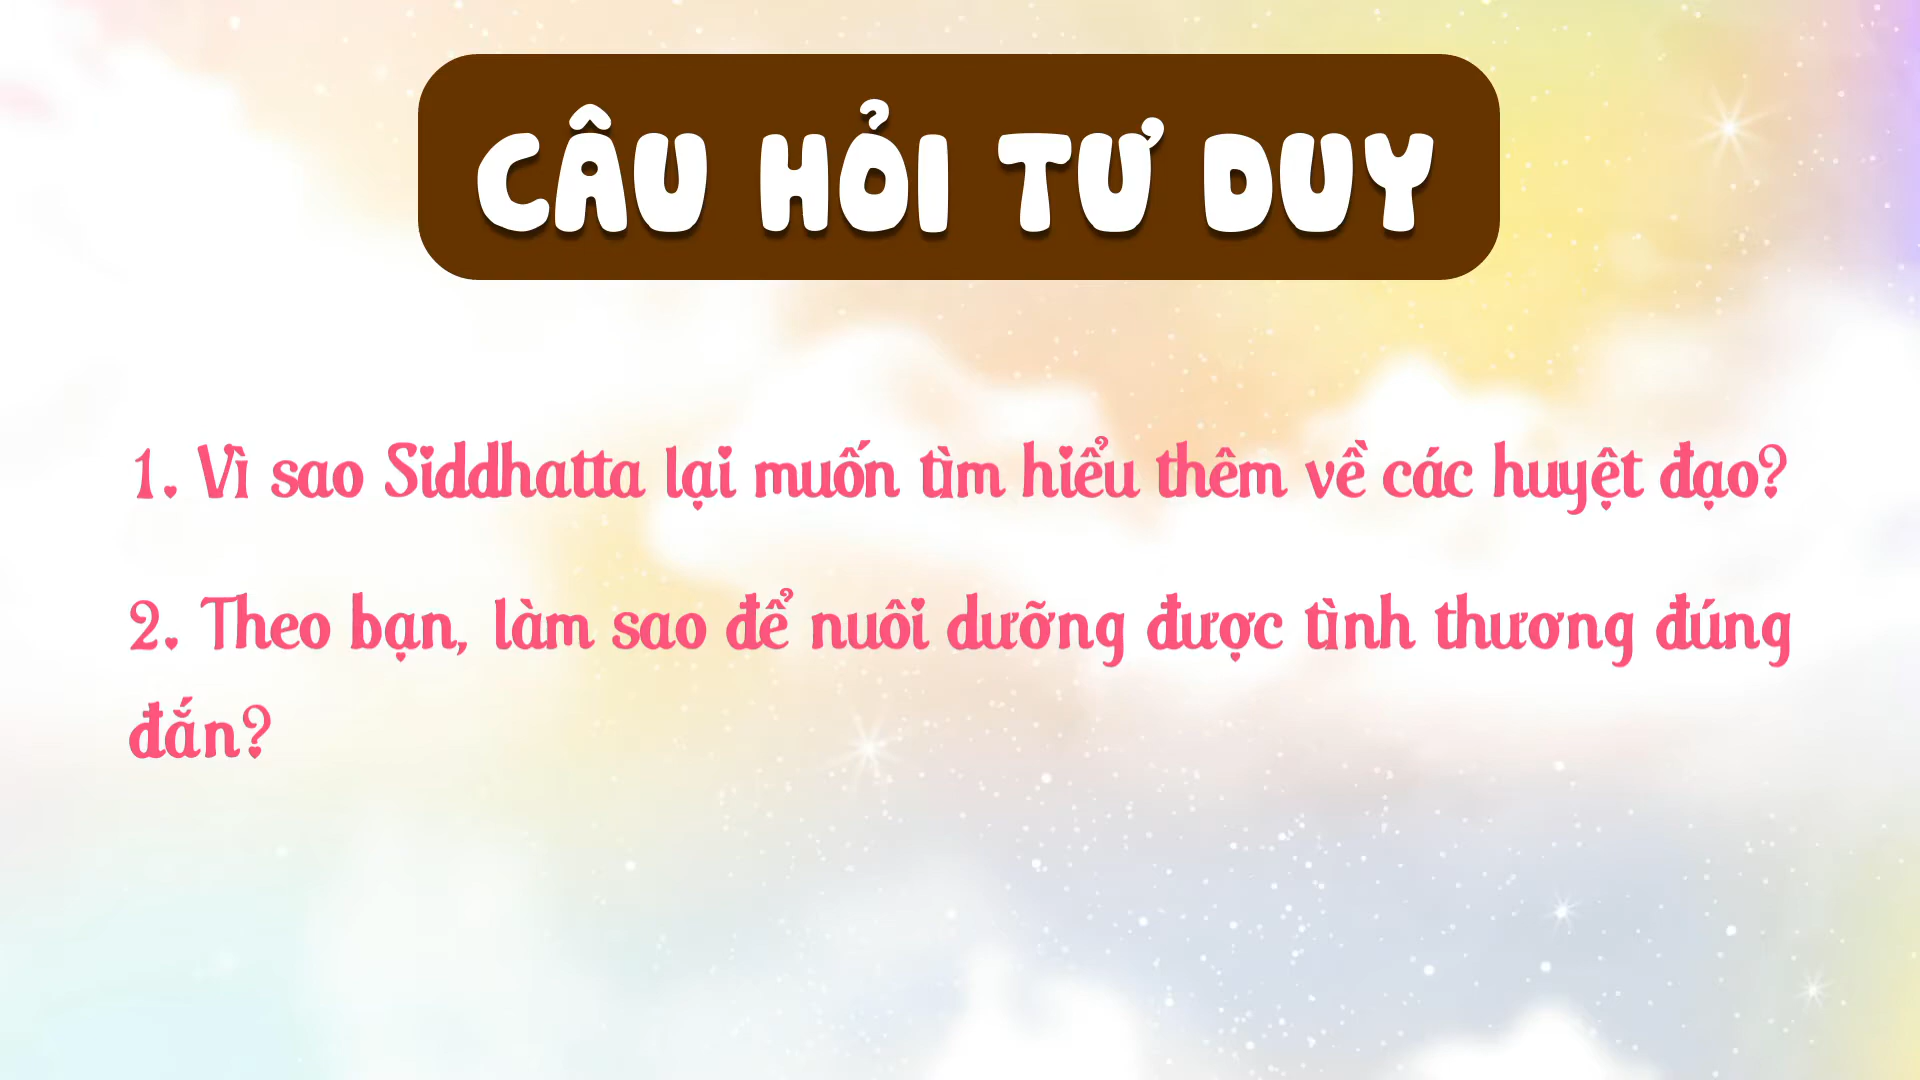 CÂU HỎI TƯ DUY
1. Vì sao Siddhatta lại muốn tìm hiểu thêm về các huyệt đạo?
2. Theo bạn, làm sao để nuôi dưỡng được tình thương đúng
đắn?